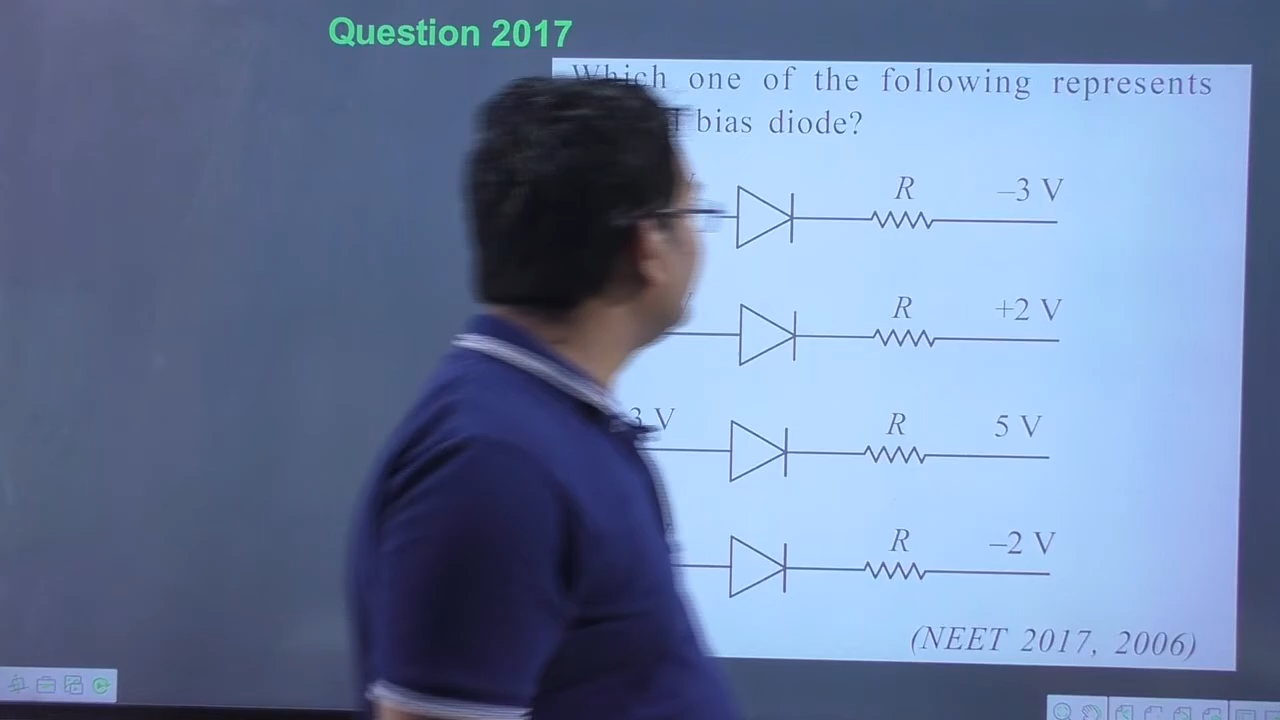 Question 2017
Which one of the following represents
bias diode?
R –3 V
R +2 V
3 V R 5 V
R –2 V
(NEET 2017, 2006)